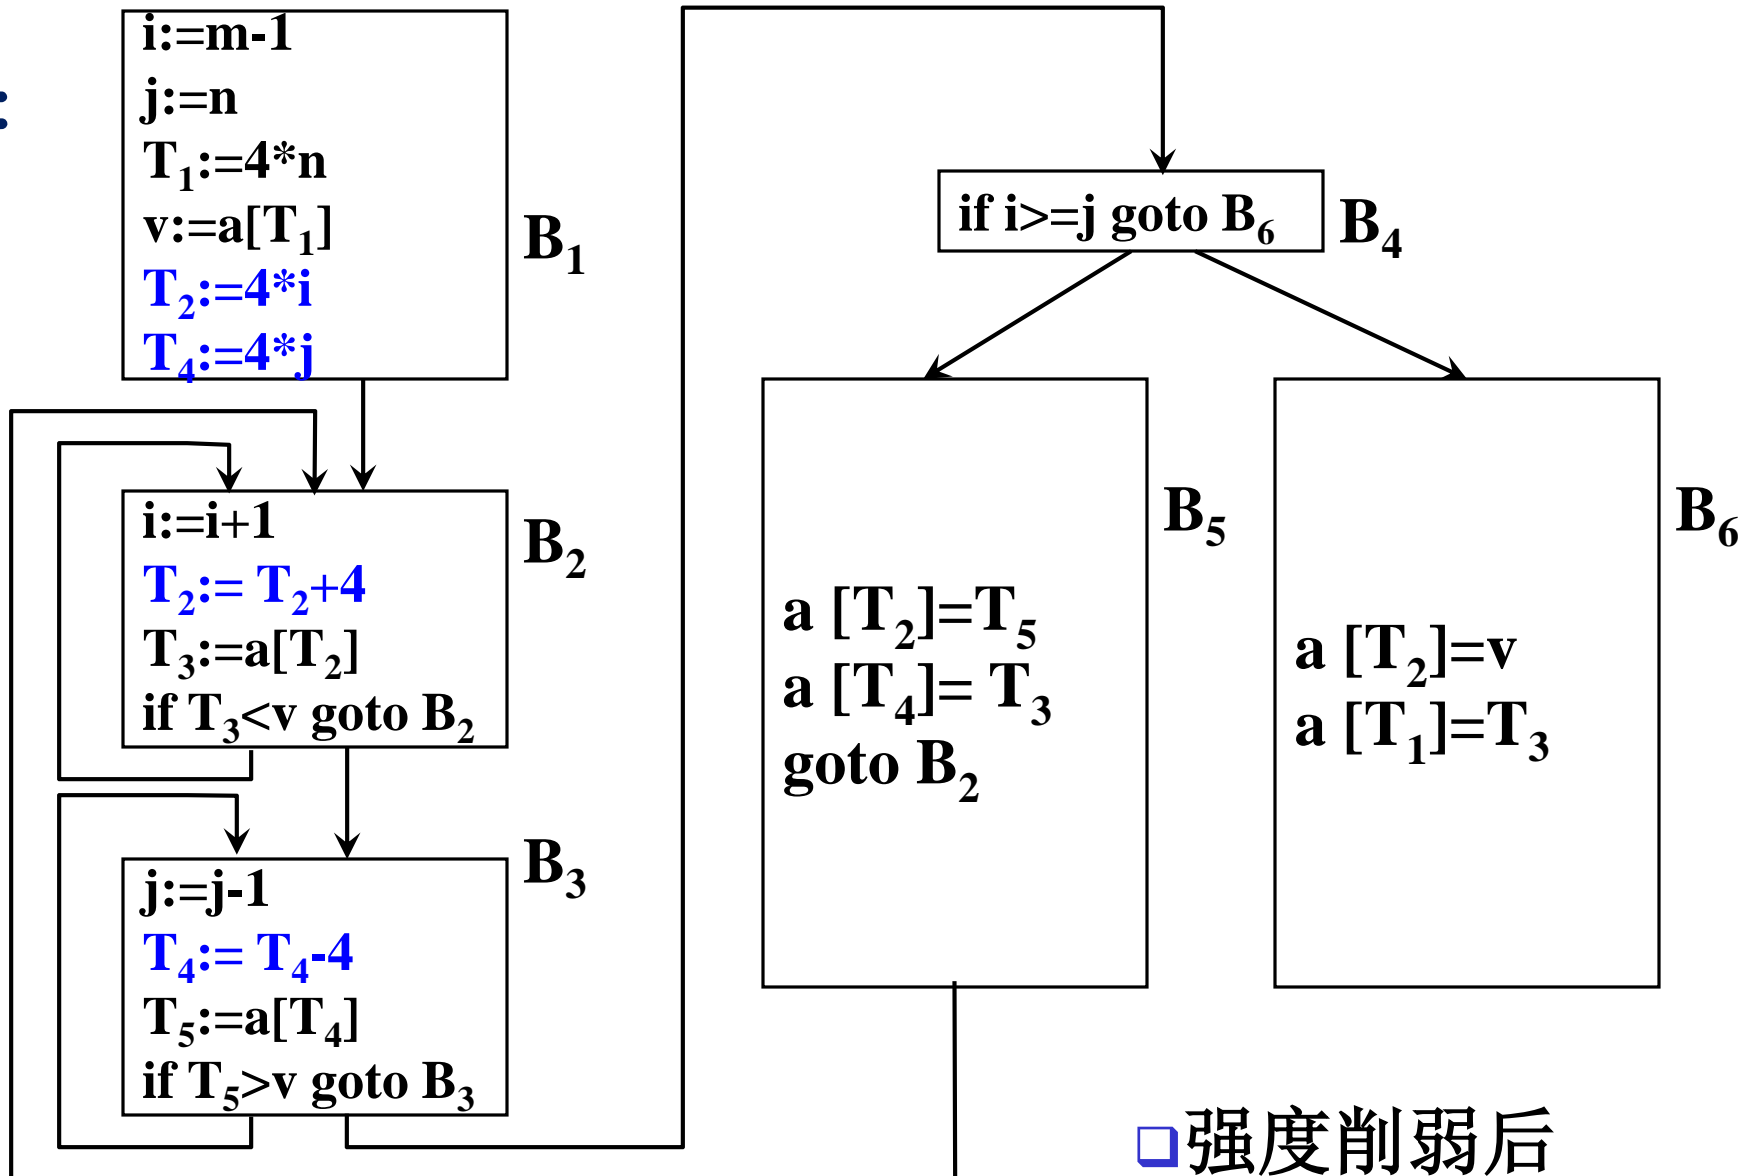 :
i:=m-1
j:=n
T₁:=4*n
v:=a[T₁]
T₂:=4*i
T₄:=4*j
B₁
i:=i+1
T₂:= T₂+4
T₃:=a[T₂]
if T₃<v goto B₂
B₂
j:=j-1
T₄:= T₄-4
T₅:=a[T₄]
if T₅>v goto B₃
B₃
if i>=j goto B₆
B₄
a [T₂]=T₅
a [T₄]= T₃
goto B₂
B₅
a [T₂]=v
a [T₁]=T₃
B₆
强度削弱后